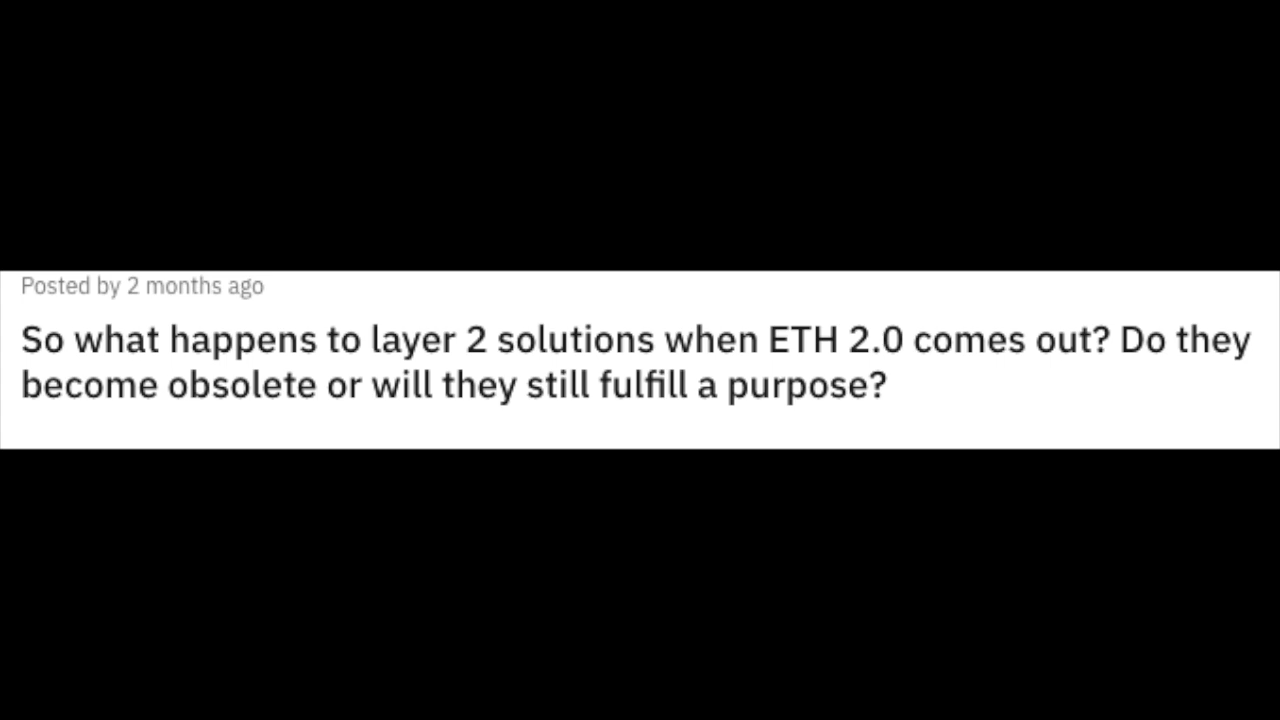 Posted by 2 months ago
So what happens to layer 2 solutions when ETH 2.0 comes out? Do they
become obsolete or will they still fulfill a purpose?